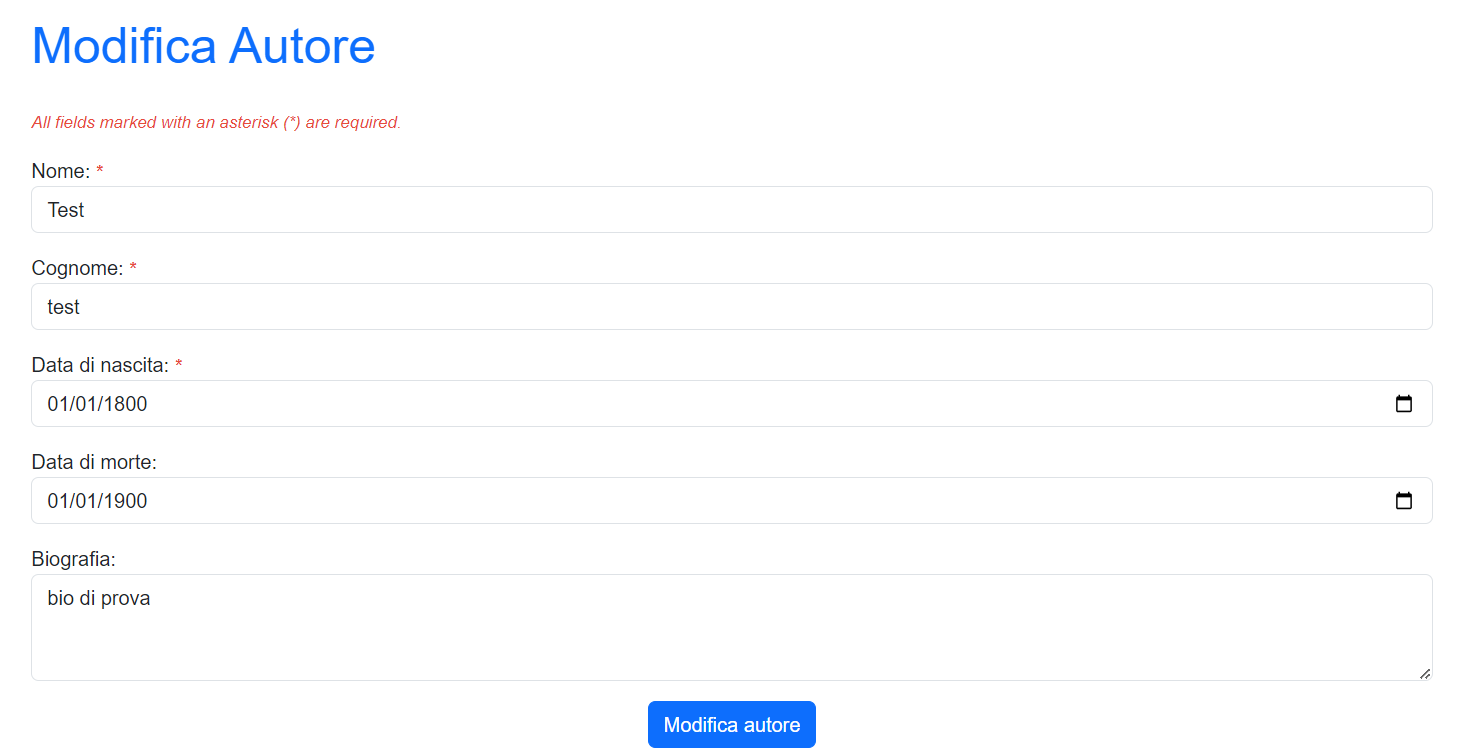 Modifica Autore
All fields marked with an asterisk (*) are required.
Nome: *
Test
Cognome: *
test
Data di nascita: *
01/01/1800
Data di morte:
01/01/1900
Biografia:
bio di prova
Modifica autore